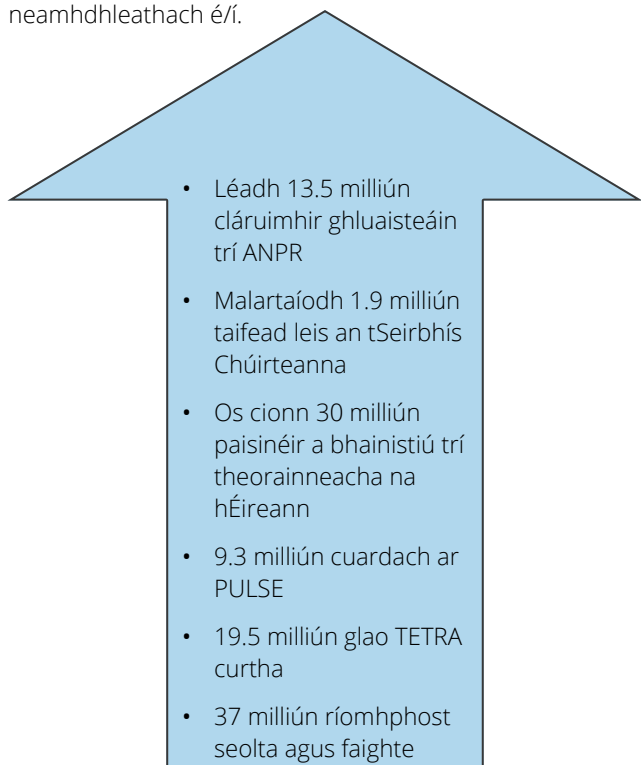 neamhdhleathach é/í.
• Léadh 13.5 milliún
cláruimhir ghluaisteáin
trí ANPR
• Malartaíodh 1.9 milliún
taifead leis an tSeirbhís
Chúirteanna
• Os cionn 30 milliún
paisinéir a bhainistiú trí
theorainneacha na
hÉireann
• 9.3 milliún cuardach ar
PULSE
• 19.5 milliún glao TETRA
curtha
• 37 milliún ríomhphost
seolta agus faighte